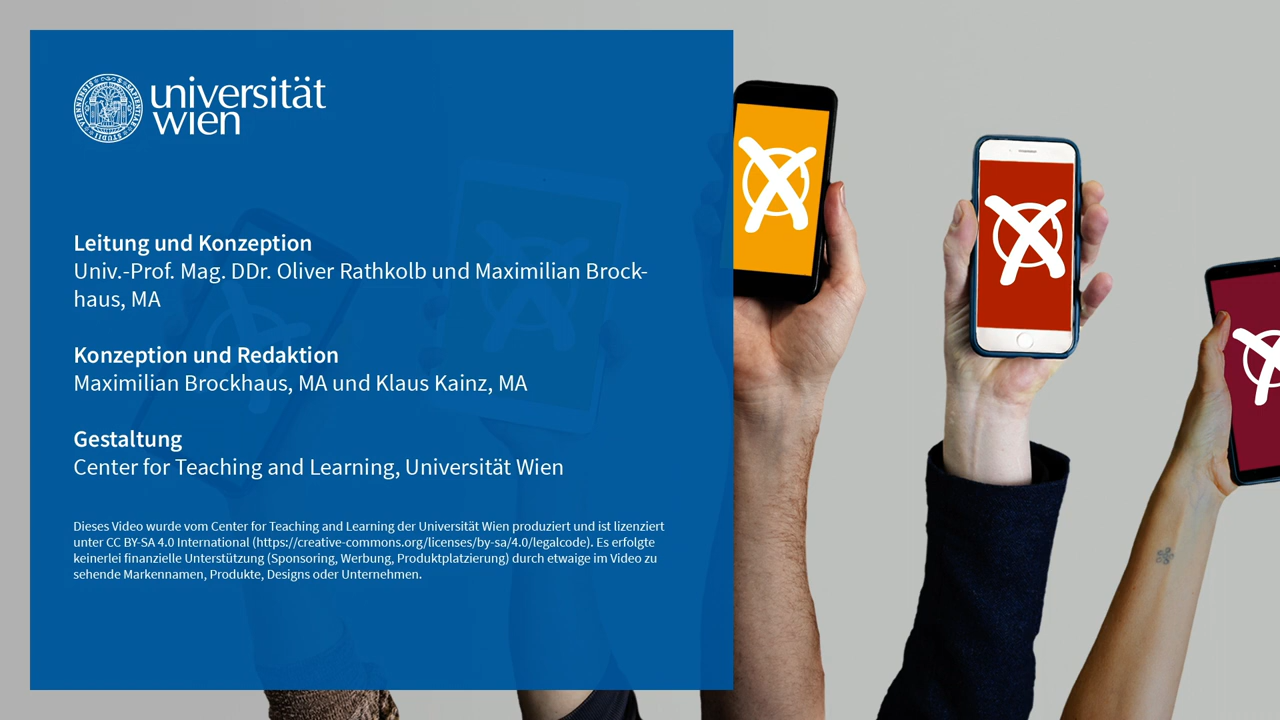 universität
wien
Leitung und Konzeption
Univ.-Prof. Mag. DDr. Oliver Rathkolb und Maximilian Brock-
haus, MA
Konzeption und Redaktion
Maximilian Brockhaus, MA und Klaus Kainz, MA
Gestaltung
Center for Teaching and Learning, Universität Wien
Dieses Video wurde vom Center for Teaching and Learning der Universität Wien produziert und ist lizenziert
unter CC BY-SA 4.0 International (https://creative-commons.org/licenses/by-sa/4.0/legalcode). Es erfolgte
keinerlei finanzielle Unterstützung (Sponsoring, Werbung, Produktplatzierung) durch etwaige im Video zu
sehende Markennamen, Produkte, Designs oder Unternehmen.